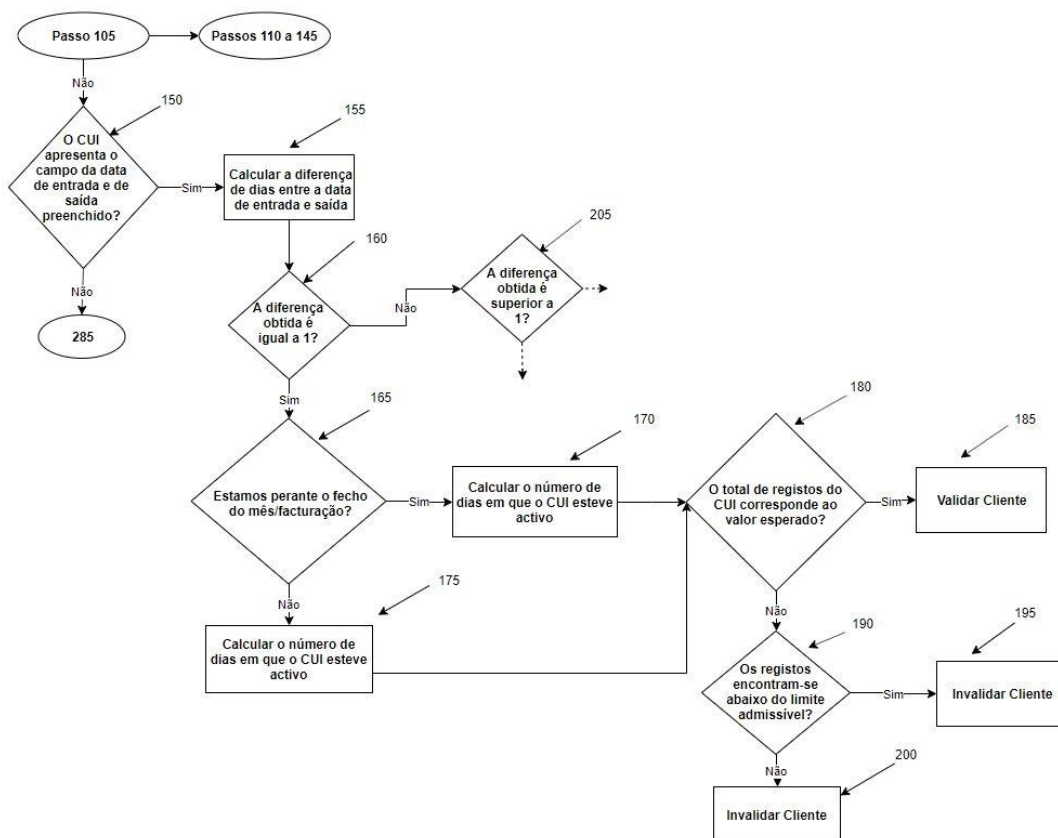 Passo 105
Passos 110 a 145
Não
150
O CUI
apresenta o
campo da data
de entrada e de
saída
preenchido?
Sim
155
Calcular a diferença
de dias entre a data
de entrada e saída
Não
285
160
A diferença
obtida é
igual a 1?
Não
205
A diferença
obtida é
superior a
1?
Sim
165
Estamos perante o fecho
do mês/facturação?
Sim
170
Calcular o número de
dias em que o CUI esteve
activo
180
O total de registos do
CUI corresponde ao
valor esperado?
Sim
185
Validar Cliente
Não
175
Calcular o número de
dias em que o CUI esteve
activo
Não
190
Os registos
encontram-se
abaixo do limite
admissível?
Sim
195
Invalidar Cliente
Não
200
Invalidar Cliente